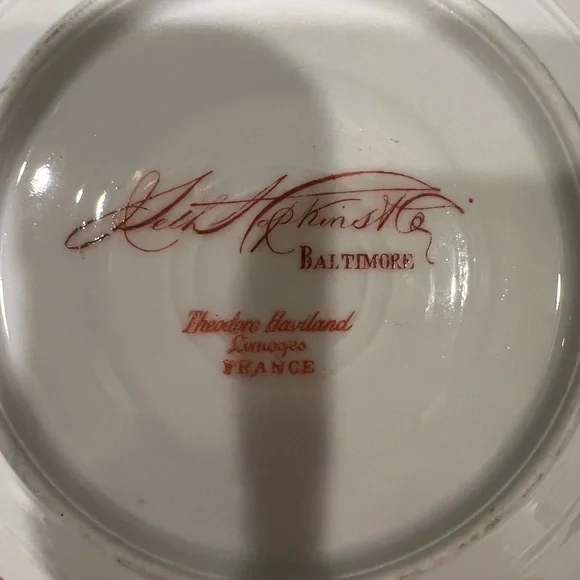 Seth Hopkins & Co.
BALTIMORE
Theodore Haviland
Limoges
FRANCE